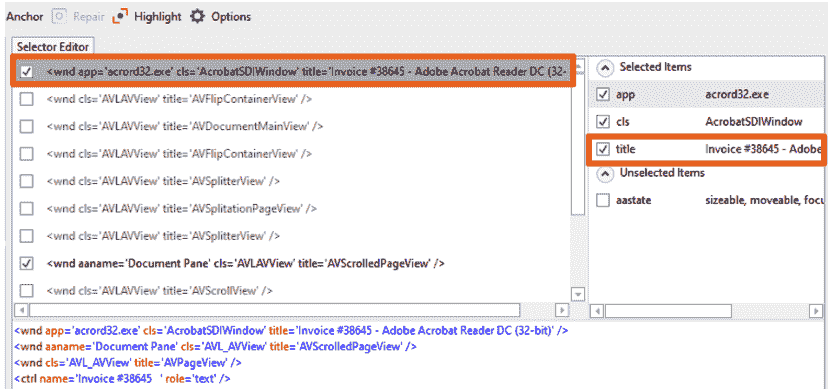 Anchor Repair Highlight Options
Selector Editor
<wnd app='acrord32.exe' cls='AcrobatSDIWindow' title='Invoice #38645 - Adobe Acrobat Reader DC (32-
<wnd cls='AVLAVView' title='AVFlipContainerView' />
<wnd cls='AVLAVView' title='AVDocumentMainView' />
<wnd cls='AVLAVView' title='AVFlipContainerView' />
<wnd cls='AVLAVView' title='AVSplitterView' />
<wnd cls='AVLAVView' title='AVSplitationPageView' />
<wnd cls='AVLAVView' title='AVSplitterView' />
<wnd aaname='Document Pane' cls='AVLAVView' title='AVScrolledPageView' />
<wnd cls='AVLAVView' title='AVScrollView' />
Selected Items
app acrord32.exe
cls AcrobatSDIWindow
title Invoice #38645 - Adobe
Unselected Items
aastate sizeable, moveable, focu
<wnd app='acrord32.exe' cls='AcrobatSDIWindow' title='Invoice #38645 - Adobe Acrobat Reader DC (32-bit)' />
<wnd aaname='Document Pane' cls='AVL_AVView' title='AVScrolledPageView' />
<wnd cls='AVL_AVView' title='AVPageView' />
<ctrl name='Invoice #38645   ' role='text' />